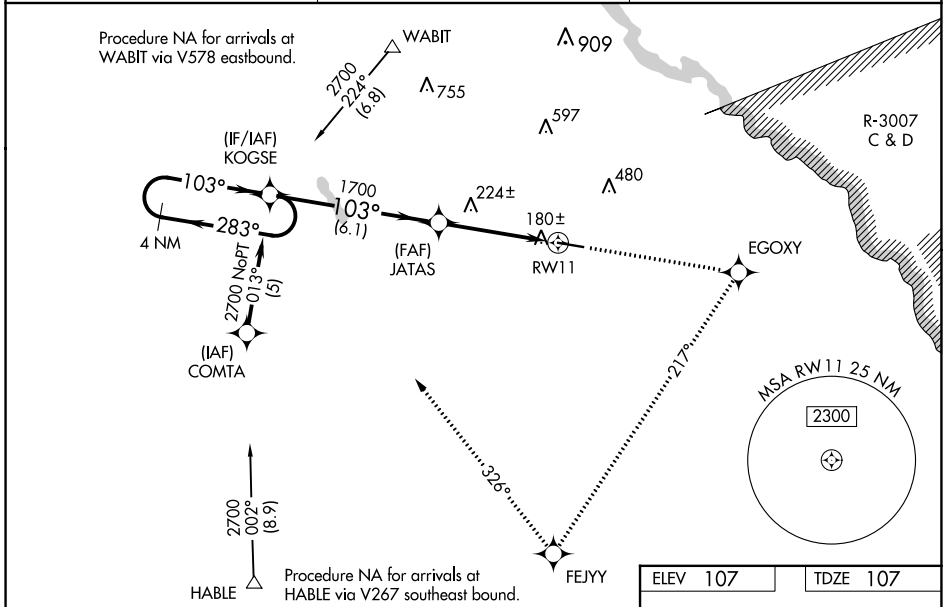 Procedure NA for arrivals at
WABIT via V578 eastbound.
WABIT
2700
224°
(6.8)
909
755
597
480
R-3007
C & D
(IF/IAF)
KOGSE
103°
1700
103°
(6.1)
224±
180±
283°
4 NM
(FAF)
JATAS
RW11
EGOXY
2700 NoPT
013°
(5)
(IAF)
COMTA
217°
MSA RW11 25 NM
2300
326°
2700
002°
(8.9)
HABLE
Procedure NA for arrivals at
HABLE via V267 southeast bound.
FEJYY
ELEV 107
TDZE 107